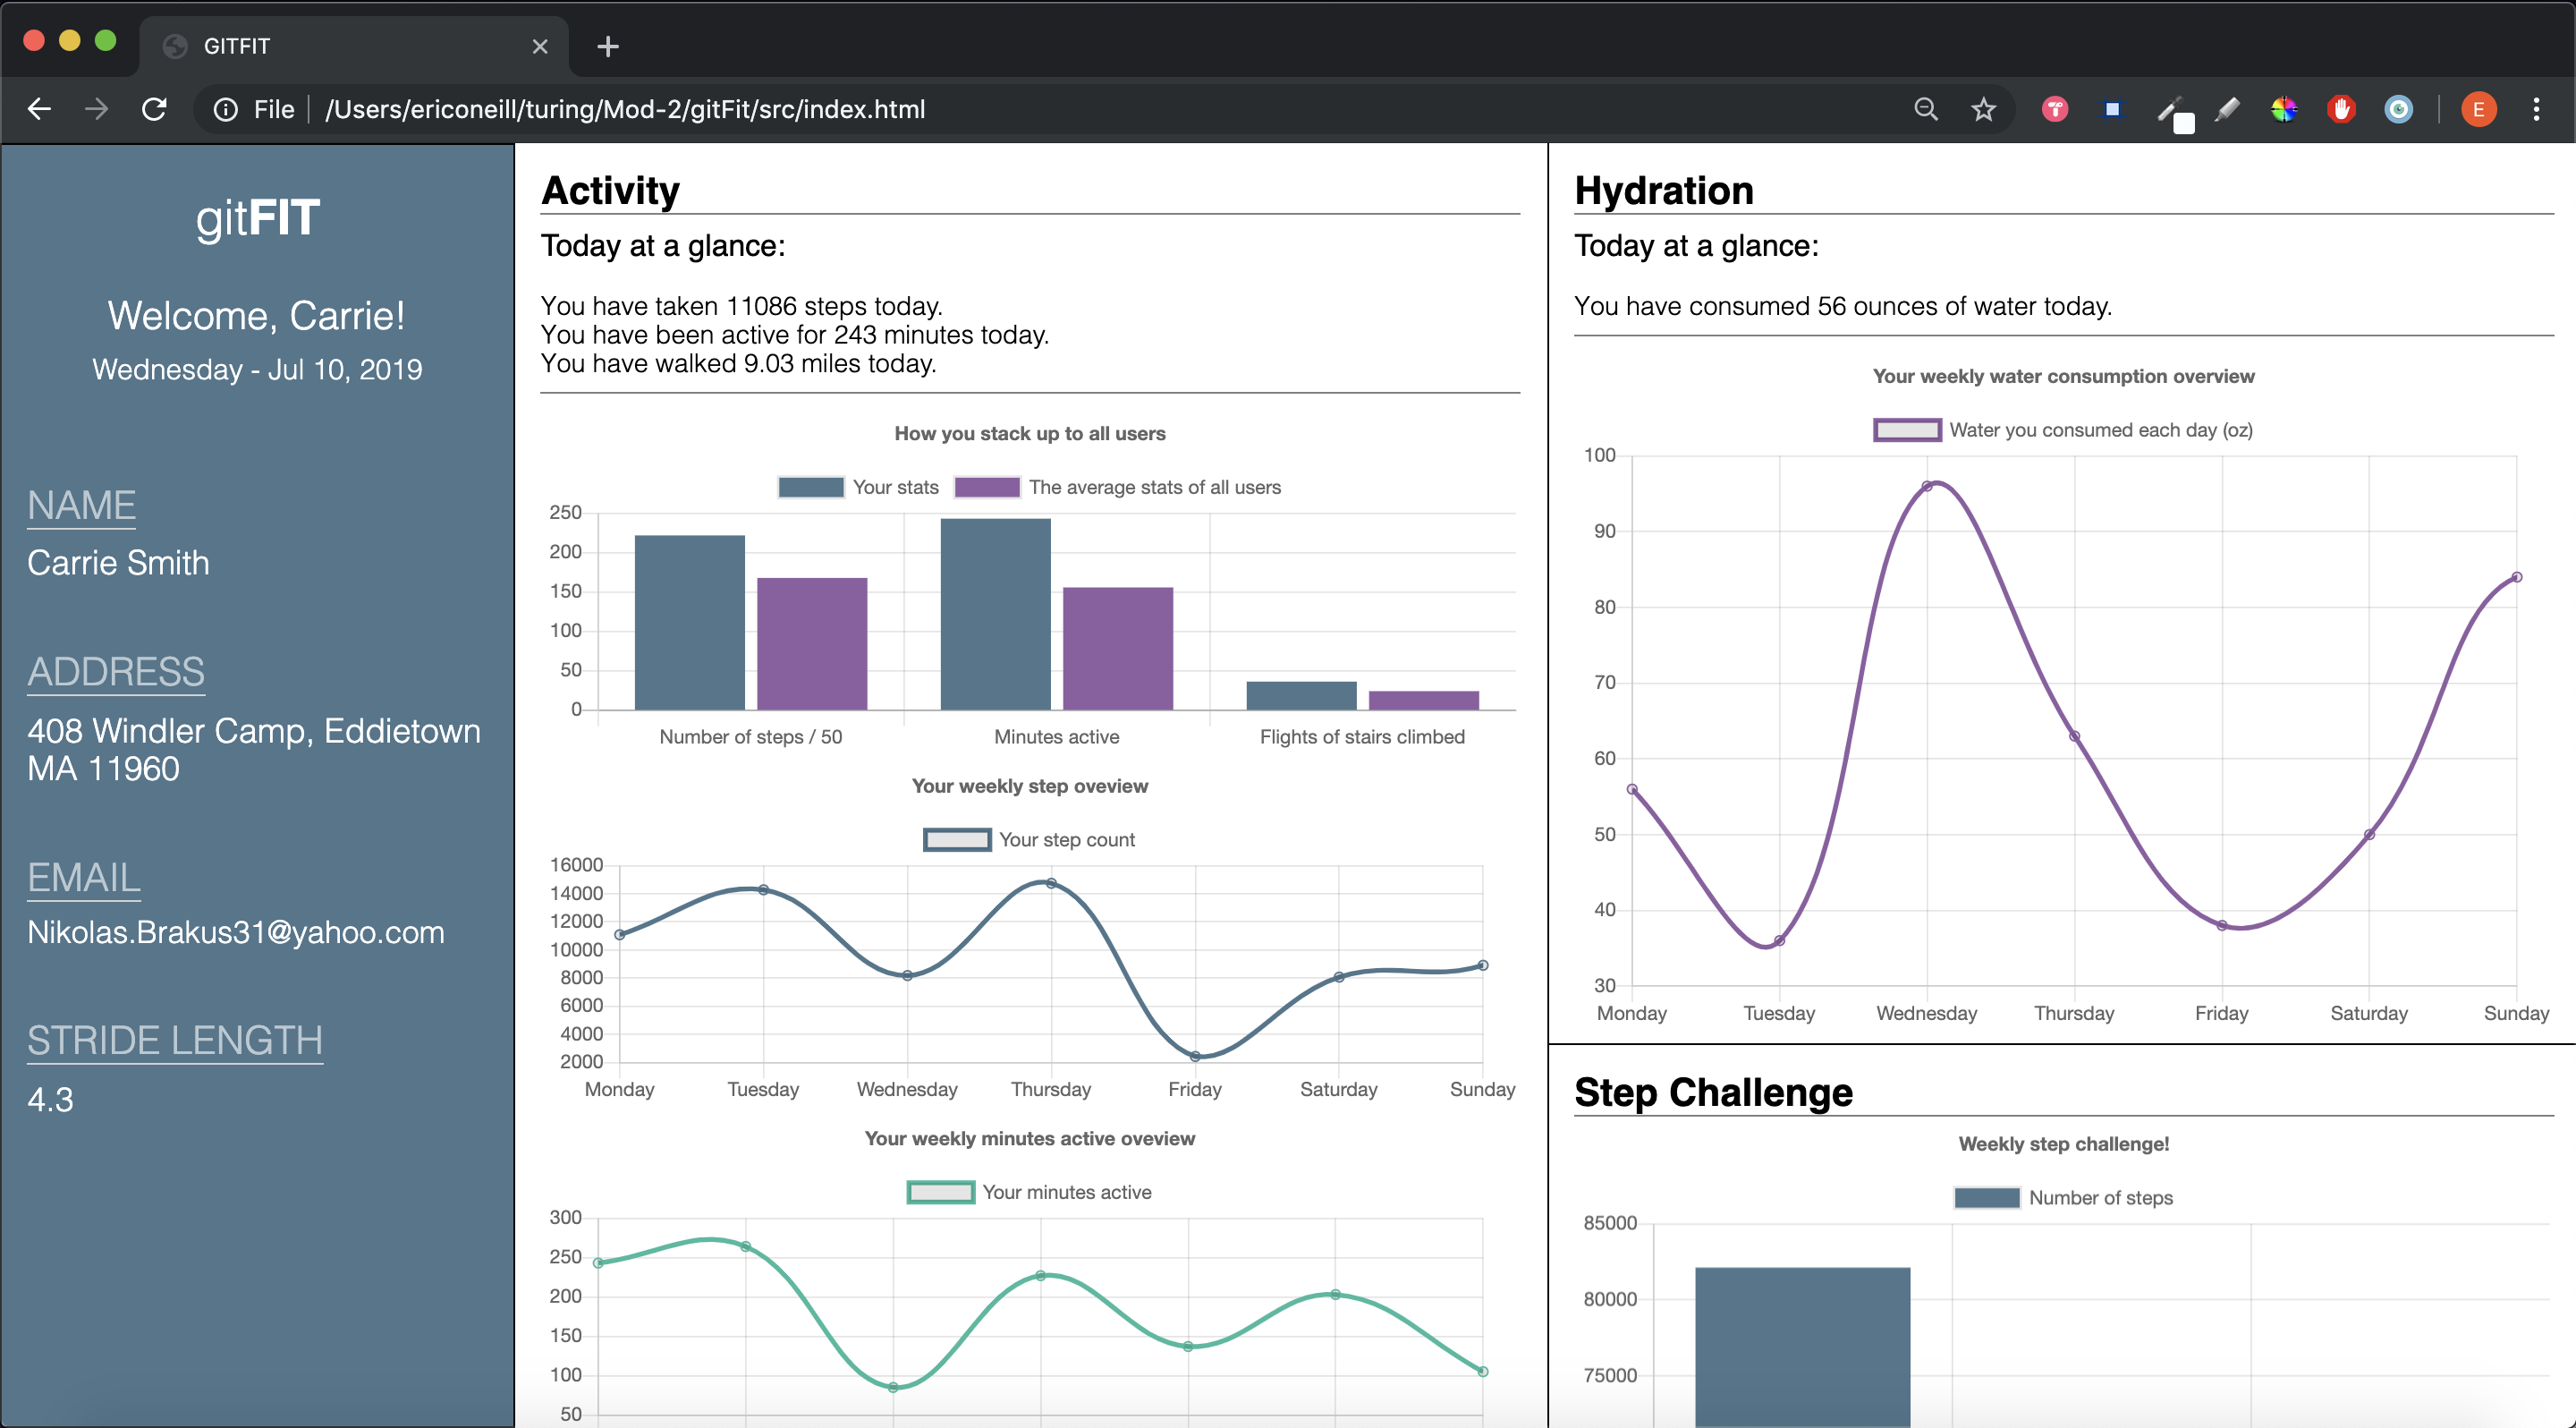 GITFIT
File /Users/ericoneill/turing/Mod-2/gitFit/src/index.html
E
gitFIT
Welcome, Carrie!
Wednesday - Jul 10, 2019
NAME
Carrie Smith
ADDRESS
408 Windler Camp, Eddietown
MA 11960
EMAIL
Nikolas.Brakus31@yahoo.com
STRIDE LENGTH
4.3
Activity
Today at a glance:
You have taken 11086 steps today.
You have been active for 243 minutes today.
You have walked 9.03 miles today.
How you stack up to all users
Your stats The average stats of all users
250
200
150
100
50
0
Number of steps / 50 Minutes active Flights of stairs climbed
Your weekly step oveview
Your step count
16000
14000
12000
10000
8000
6000
4000
2000
Monday Tuesday Wednesday Thursday Friday Saturday Sunday
Your weekly minutes active oveview
Your minutes active
300
250
200
150
100
50
Hydration
Today at a glance:
You have consumed 56 ounces of water today.
Your weekly water consumption overview
Water you consumed each day (oz)
100
90
80
70
60
50
40
30
Monday Tuesday Wednesday Thursday Friday Saturday Sunday
Step Challenge
Weekly step challenge!
Number of steps
85000
80000
75000